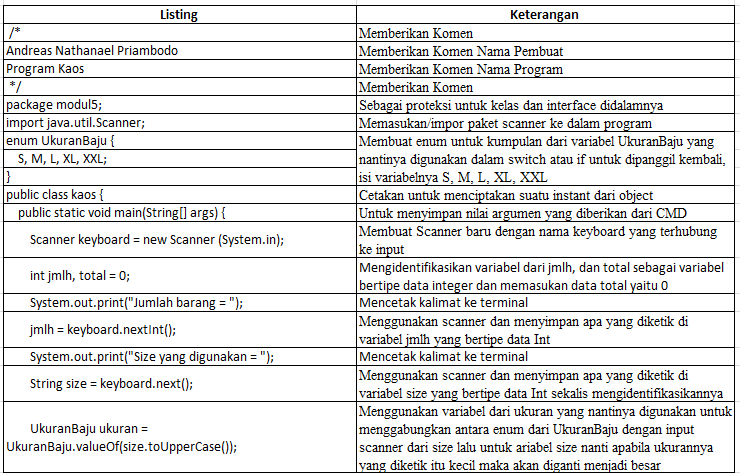 Listing Keterangan
/* Memberikan Komen
Andreas Nathanael Priambodo Memberikan Komen Nama Pembuat
Program Kaos Memberikan Komen Nama Program
*/ Memberikan Komen
package modul5; Sebagai proteksi untuk kelas dan interface didalamnya
import java.util.Scanner; Memasukan/impor paket scanner ke dalam program
enum UkuranBaju {
S, M, L, XL, XXL;
}
Membuat enum untuk kumpulan dari variabel UkuranBaju yang
nantinya digunakan dalam switch atau if untuk dipanggil kembali,
isi variabelnya S, M, L, XL, XXL
public class kaos { Cetakan untuk menciptakan suatu instant dari object
public static void main(String[] args) { Untuk menyimpan nilai argumen yang diberikan dari CMD
Scanner keyboard = new Scanner (System.in);
Membuat Scanner baru dengan nama keyboard yang terhubung
ke input
int jmlh, total = 0;
Mengidentifikasikan variabel dari jmlh, dan total sebagai variabel
bertipe data integer dan memasukan data total yaitu 0
System.out.print("Jumlah barang = "); Mencetak kalimat ke terminal
jmlh = keyboard.nextInt();
Menggunakan scanner dan menyimpan apa yang diketik di
variabel jmlh yang bertipe data Int
System.out.print("Size yang digunakan = "); Mencetak kalimat ke terminal
String size = keyboard.next();
Menggunakan scanner dan menyimpan apa yang diketik di
variabel size yang bertipe data Int sekalis mengidentifikasikannya
UkuranBaju ukuran =
UkuranBaju.valueOf(size.toUpperCase());
Menggunakan variabel dari ukuran yang nantinya digunakan untuk
menggabungkan antara enum dari UkuranBaju dengan input
scanner dari size lalu untuk ariabel size nanti apabila ukurannya
yang diketik itu kecil maka akan diganti menjadi besar